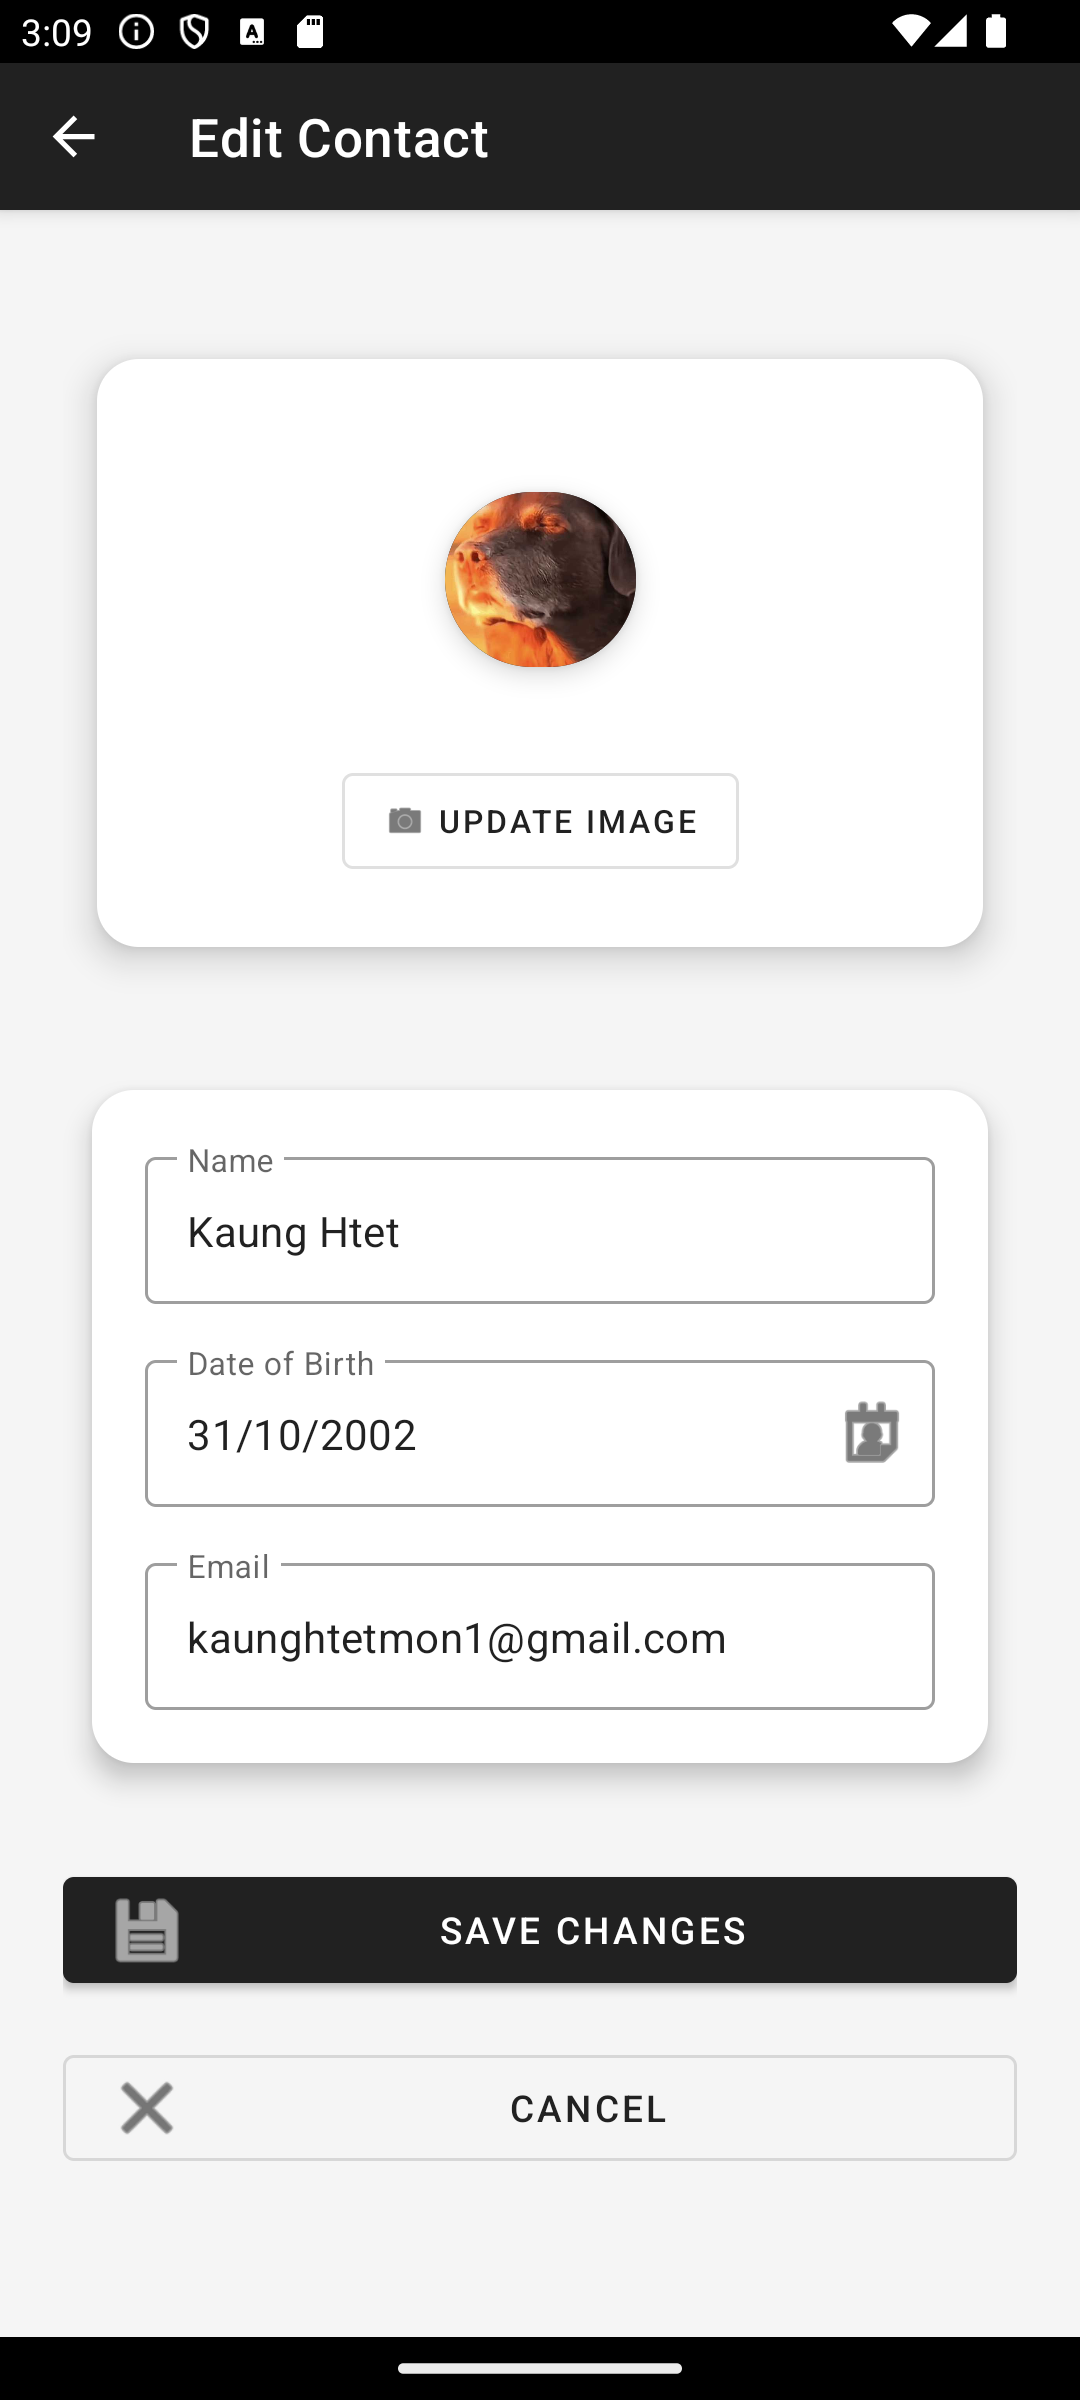 3:09
Edit Contact
UPDATE IMAGE
Name
Kaung Htet
Date of Birth
31/10/2002
Email
kaunghtetmon1@gmail.com
SAVE CHANGES
CANCEL